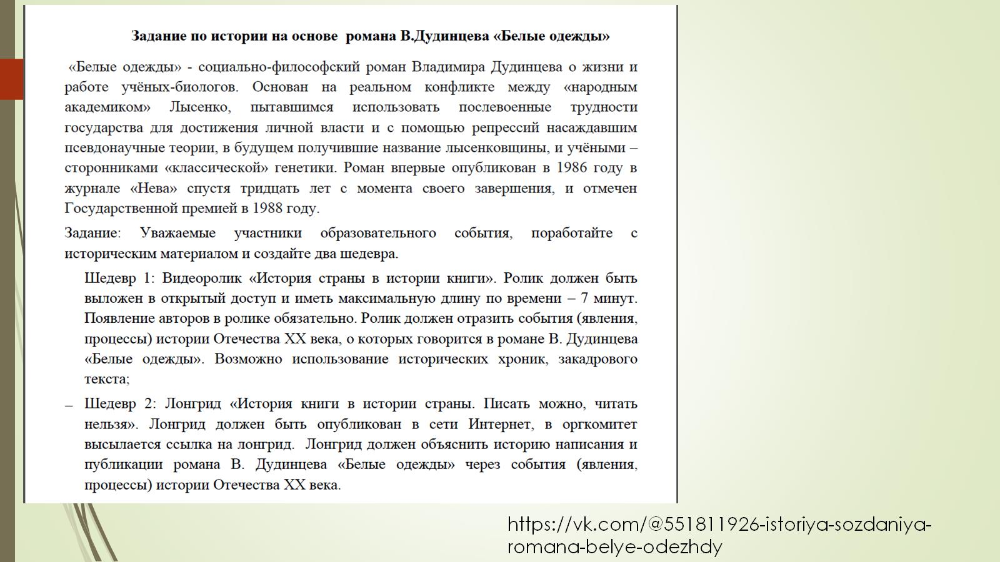 Задание по истории на основе  романа В.Дудинцева «Белые одежды»
«Белые одежды» - социально-философский роман Владимира Дудинцева о жизни и
работе учёных-биологов. Основан на реальном конфликте между «народным
академиком» Лысенко, пытавшимся использовать послевоенные трудности
государства для достижения личной власти и с помощью репрессий насаждавшим
псевдонаучные теории, в будущем получившие название лысенковщины, и учёными –
сторонниками «классической» генетики. Роман впервые опубликован в 1986 году в
журнале «Нева» спустя тридцать лет с момента своего завершения, и отмечен
Государственной премией в 1988 году.
Задание: Уважаемые участники образовательного события, поработайте с
историческим материалом и создайте два шедевра.
Шедевр 1: Видеоролик «История страны в истории книги». Ролик должен быть
выложен в открытый доступ и иметь максимальную длину по времени – 7 минут.
Появление авторов в ролике обязательно. Ролик должен отразить события (явления,
процессы) истории Отечества XX века, о которых говорится в романе В. Дудинцева
«Белые одежды». Возможно использование исторических хроник, закадрового
текста;
– Шедевр 2: Лонгрид «История книги в истории страны. Писать можно, читать
нельзя». Лонгрид должен быть опубликован в сети Интернет, в оргкомитет
высылается ссылка на лонгрид.  Лонгрид должен объяснить историю написания и
публикации романа В. Дудинцева «Белые одежды» через события (явления,
процессы) истории Отечества XX века.
https://vk.com/@551811926-istoriya-sozdaniya-
romana-belye-odezhdy